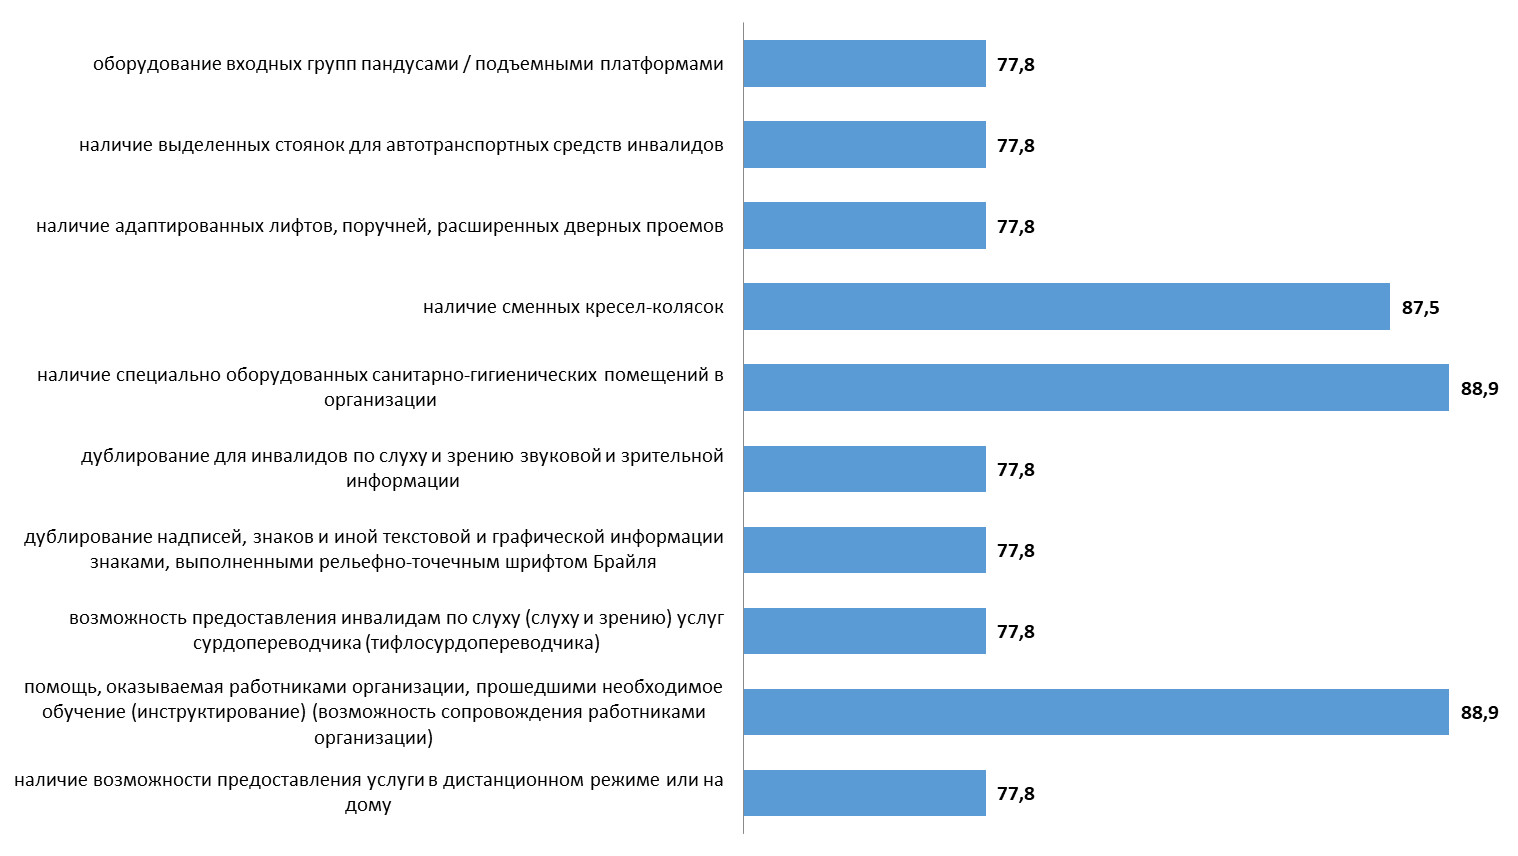 оборудование входных групп пандусами / подъемными платформами
77,8
наличие выделенных стоянок для автотранспортных средств инвалидов
77,8
наличие адаптированных лифтов, поручней, расширенных дверных проемов
77,8
наличие сменных кресел-колясок
87,5
наличие специально оборудованных санитарно-гигиенических помещений в
организации
88,9
дублирование для инвалидов по слуху и зрению звуковой и зрительной
информации
77,8
дублирование надписей, знаков и иной текстовой и графической информации
знаками, выполненными рельефно-точечным шрифтом Брайля
77,8
возможность предоставления инвалидам по слуху (слуху и зрению) услуг
сурдопереводчика (тифлосурдопереводчика)
77,8
помощь, оказываемая работниками организации, прошедшими необходимое
обучение (инструктирование) (возможность сопровождения работниками
организации)
88,9
наличие возможности предоставления услуги в дистанционном режиме или на
дому
77,8